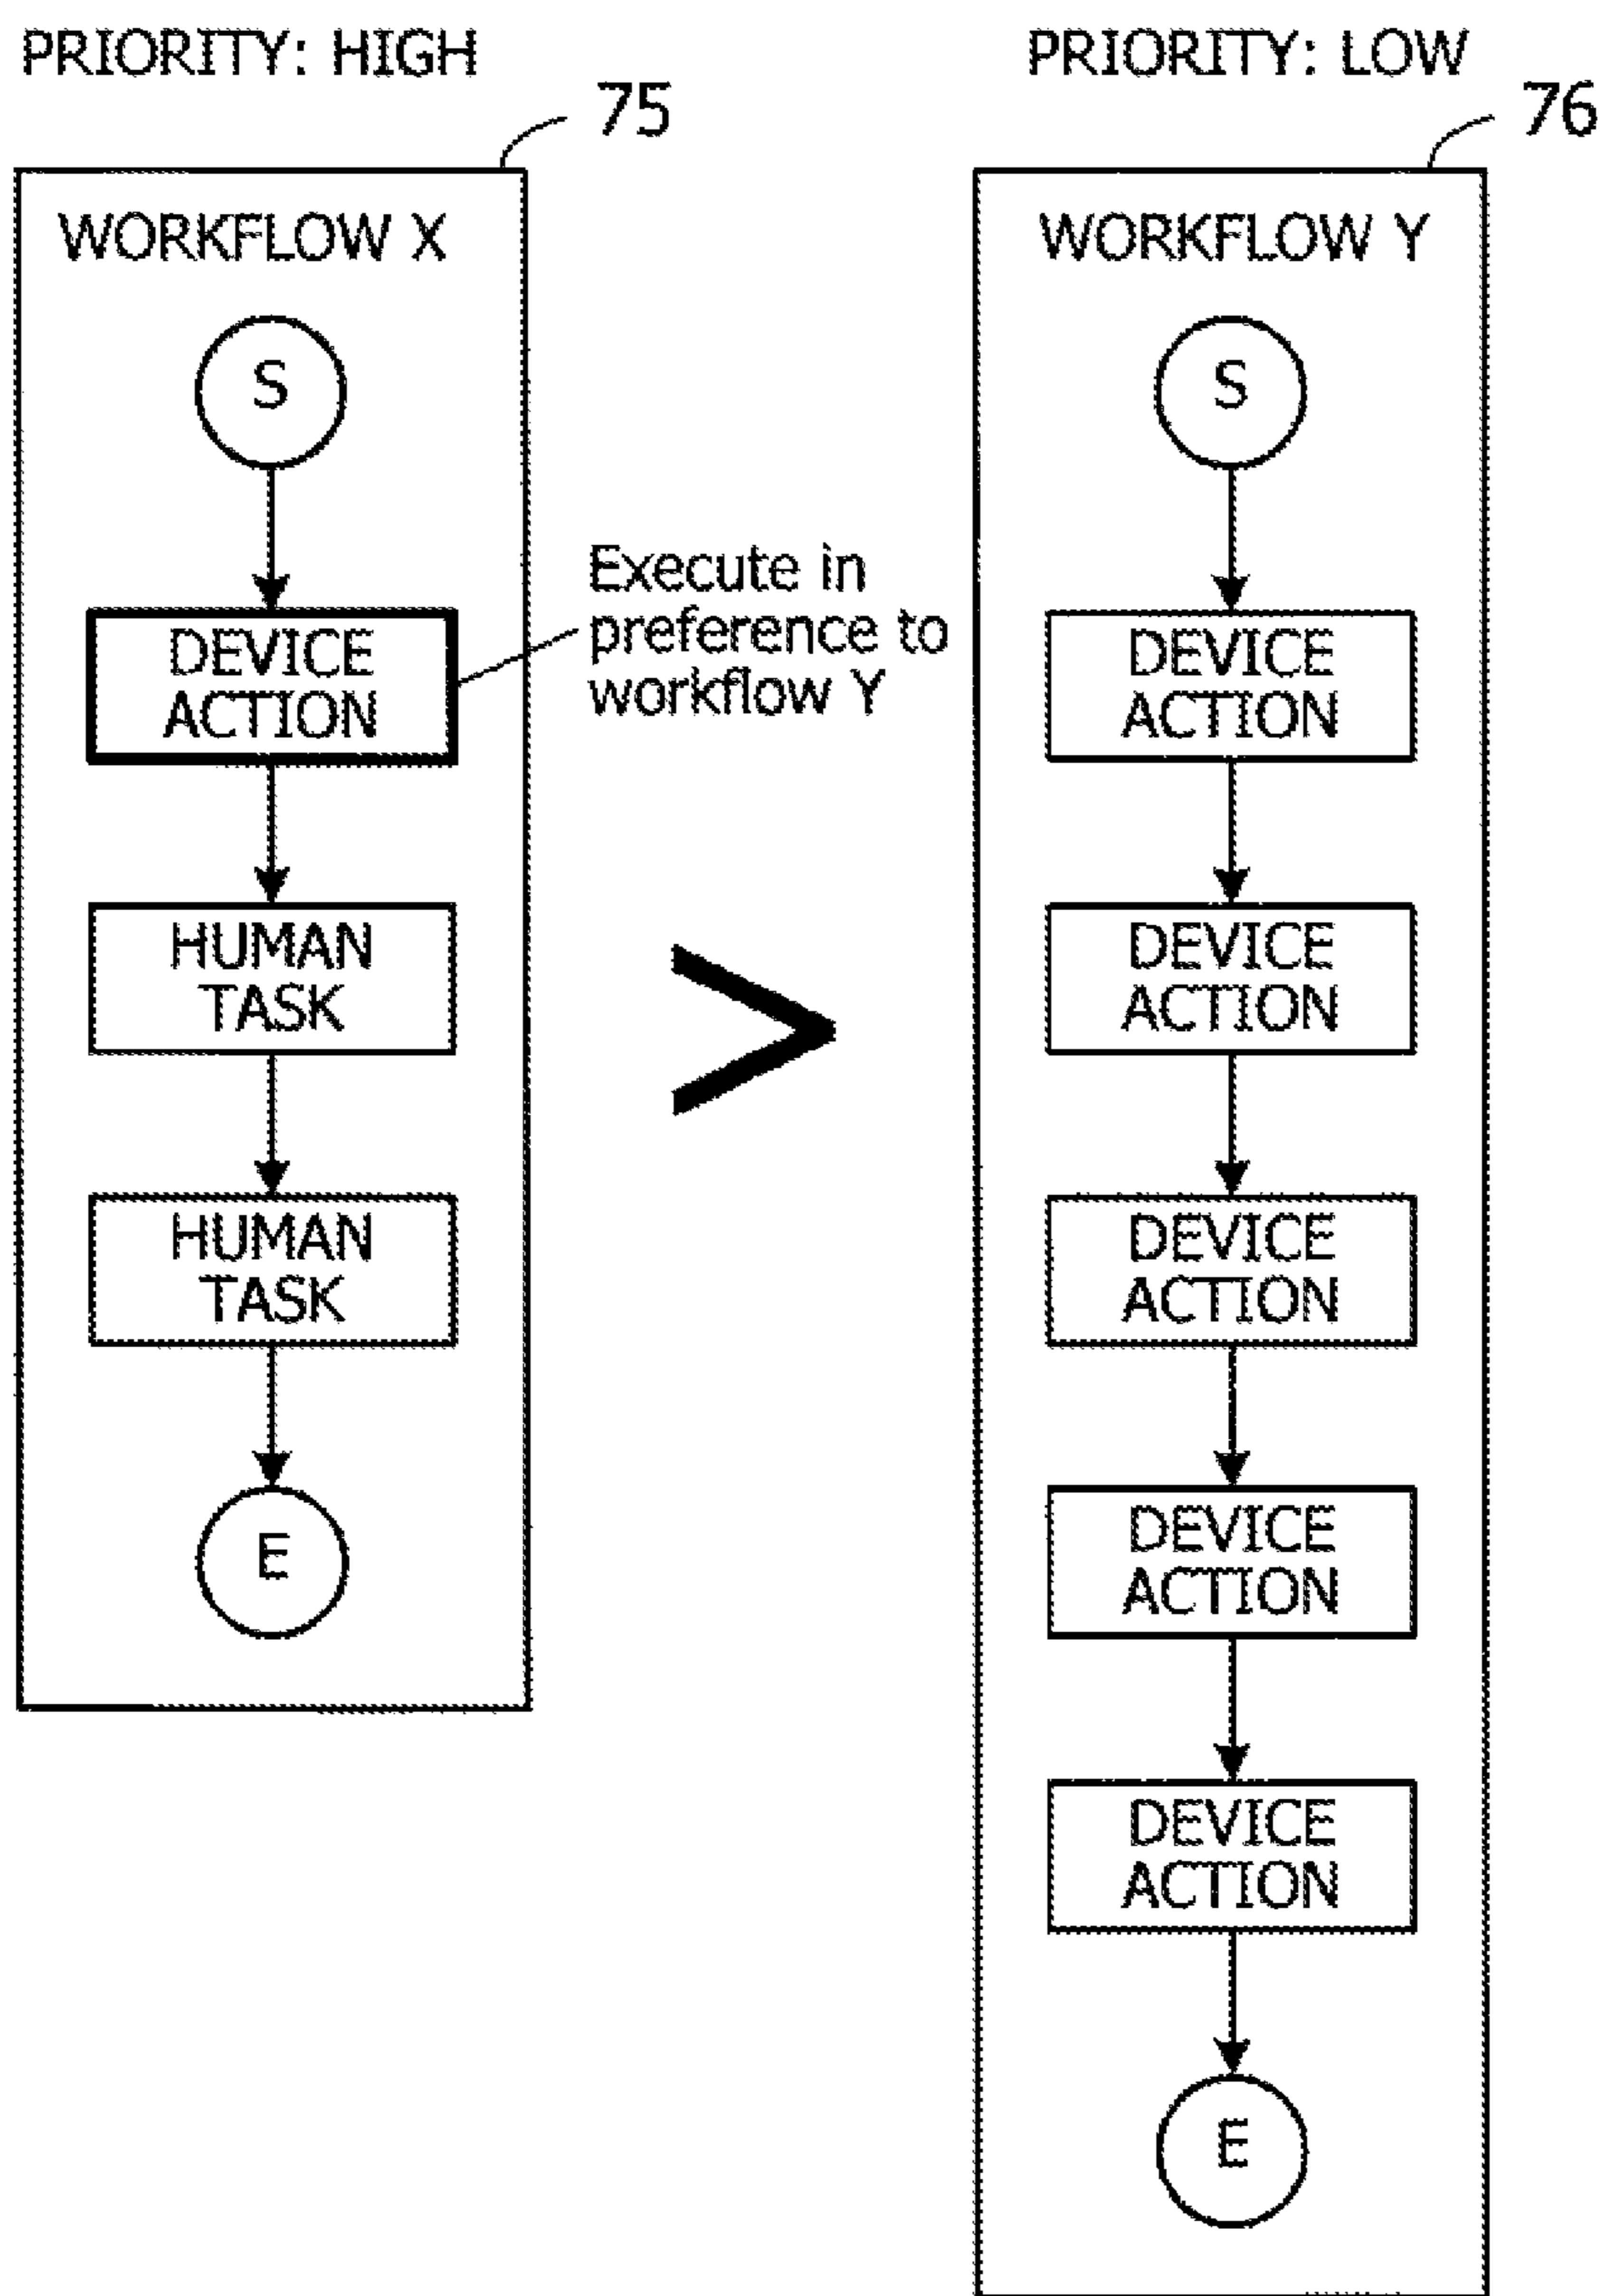 PRIORITY: HIGH
75
WORKFLOW X
S
DEVICE
ACTION
Execute in
preference to
workflow Y
HUMAN
TASK
HUMAN
TASK
E
>
PRIORITY: LOW
76
WORKFLOW Y
S
DEVICE
ACTION
DEVICE
ACTION
DEVICE
ACTION
DEVICE
ACTION
DEVICE
ACTION
E